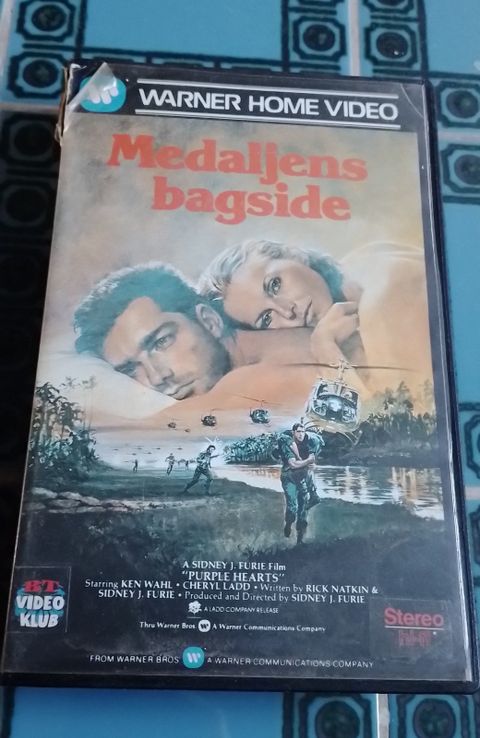 WARNER HOME VIDEO
Medaljens
bagside
A SIDNEY J. FURIE Film
"PURPLE HEARTS"
Starring KEN WAHL • CHERYL LADD • Written by RICK NATKIN &
SIDNEY J. FURIE • Produced and Directed by SIDNEY J. FURIE
A LADD COMPANY RELEASE
Thru Warner Bros A Warner Communications Company
BT
VIDEO
KLUB
Stereo
HI-FI
FROM WARNER BROS A WARNER COMMUNICATIONS COMPANY